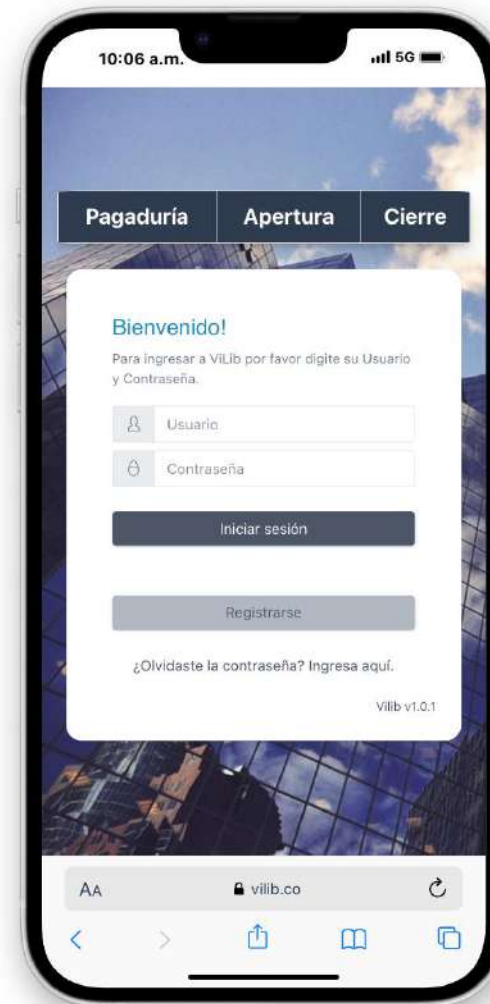 10:06 a.m. 5G
Pagaduría Apertura Cierre
Bienvenido!
Para ingresar a ViLib por favor digite su Usuario
y Contraseña.
Usuario
Contraseña
Iniciar sesión
Registrarse
¿Olvidaste la contraseña? Ingresa aquí.
Vilib v1.0.1
AA vilib.co